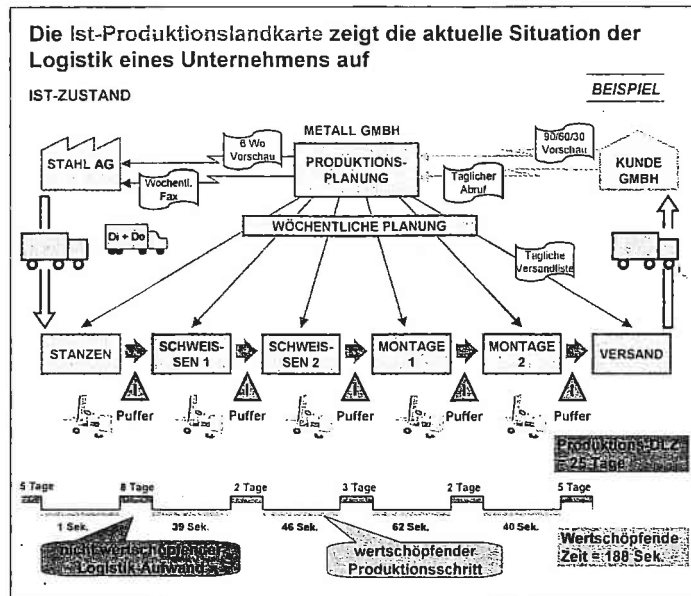 Die Ist-Produktionslandkarte zeigt die aktuelle Situation der
Logistik eines Unternehmens auf
IST-ZUSTAND
BEISPIEL
METALL GMBH
STAHL AG
6 Wo
Vorschau
Wochentl.
Fax
PRODUKTIONS-
PLANUNG
90/60/30
Vorschau
Täglicher
Abruf
KUNDE
GMBH
Di + Do
WÖCHENTLICHE PLANUNG
Tägliche
Versandliste
STANZEN
SCHWEIS-
SEN 1
SCHWEIS-
SEN 2
MONTAGE
1
MONTAGE
2
VERSAND
Puffer
Puffer
Puffer
Puffer
Puffer
Produktions-DLZ
= 25 Tage
5 Tage
8 Tage
2 Tage
3 Tage
2 Tage
5 Tage
1 Sek.
39 Sek.
46 Sek.
62 Sek.
40 Sek.
nicht wertschöpfender
Logistik-Aufwand
wertschöpfender
Produktionsschritt
Wertschöpfende
Zeit = 188 Sek.